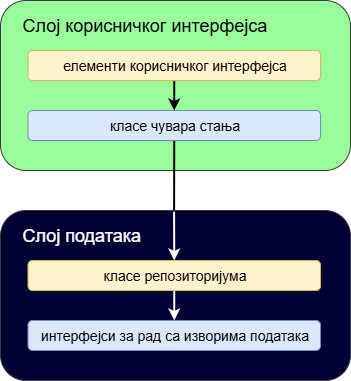 Слој корисничког интерфејса
елементи корисничког интерфејса
класе чувара стања
Слој података
класе репозиторијума
интерфејси за рад са изворима података